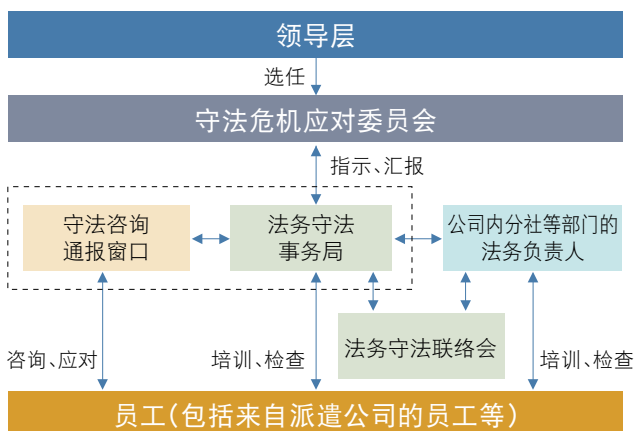 领导层
选任
守法危机应对委员会
指示、汇报
守法咨询
通报窗口
法务守法
事务局
公司内分社等部门的
法务负责人
法务守法联络会
咨询、应对
培训、检查
培训、检查
员工(包括来自派遣公司的员工等)